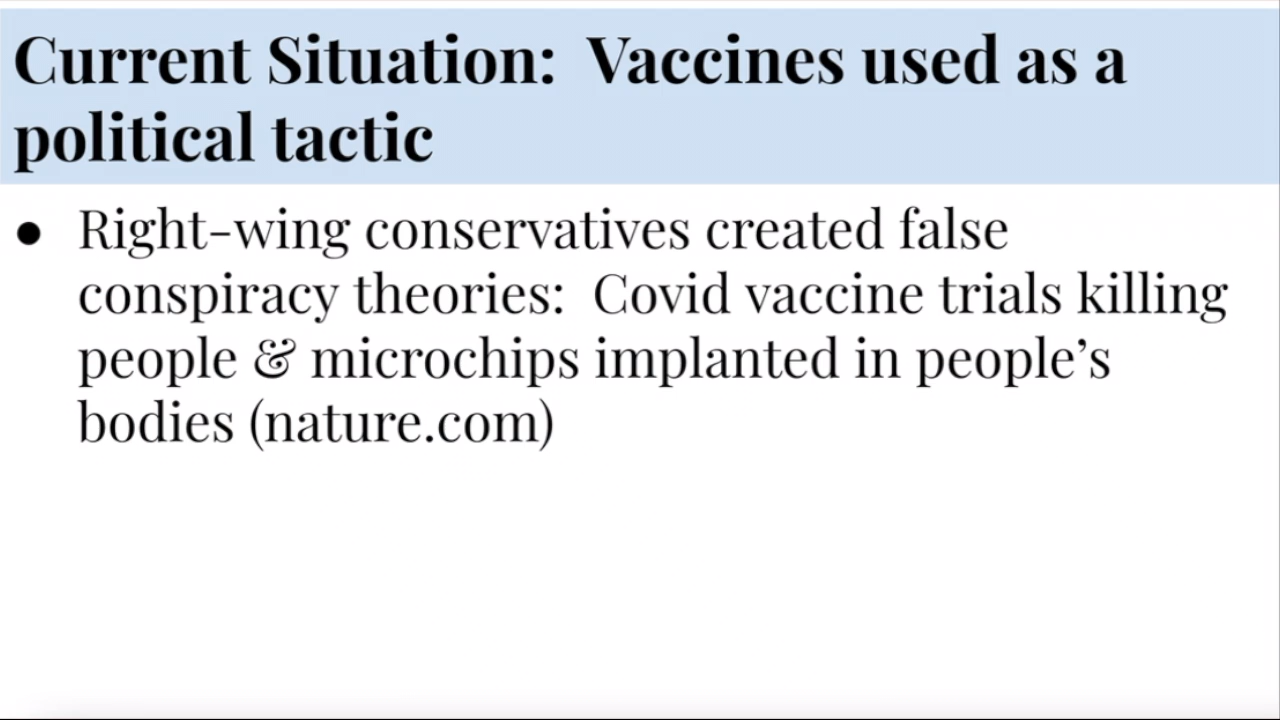 Current Situation:  Vaccines used as a
political tactic
● Right-wing conservatives created false
conspiracy theories:  Covid vaccine trials killing
people & microchips implanted in people’s
bodies (nature.com)